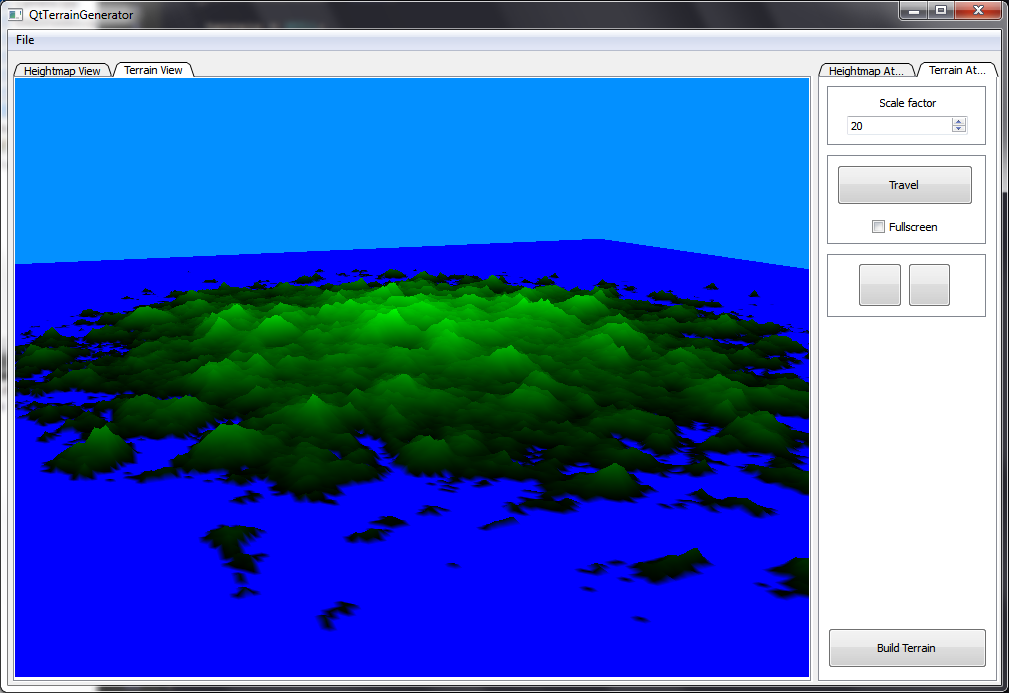 QtTerrainGenerator
File
Heightmap View Terrain View
Heightmap At... Terrain At...
Scale factor
20
Travel
Fullscreen
Build Terrain